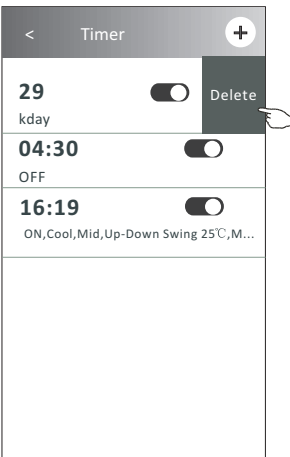 < Timer +
29 Delete
kday
04:30
OFF
16:19
ON,Cool,Mid,Up-Down Swing 25℃,M...